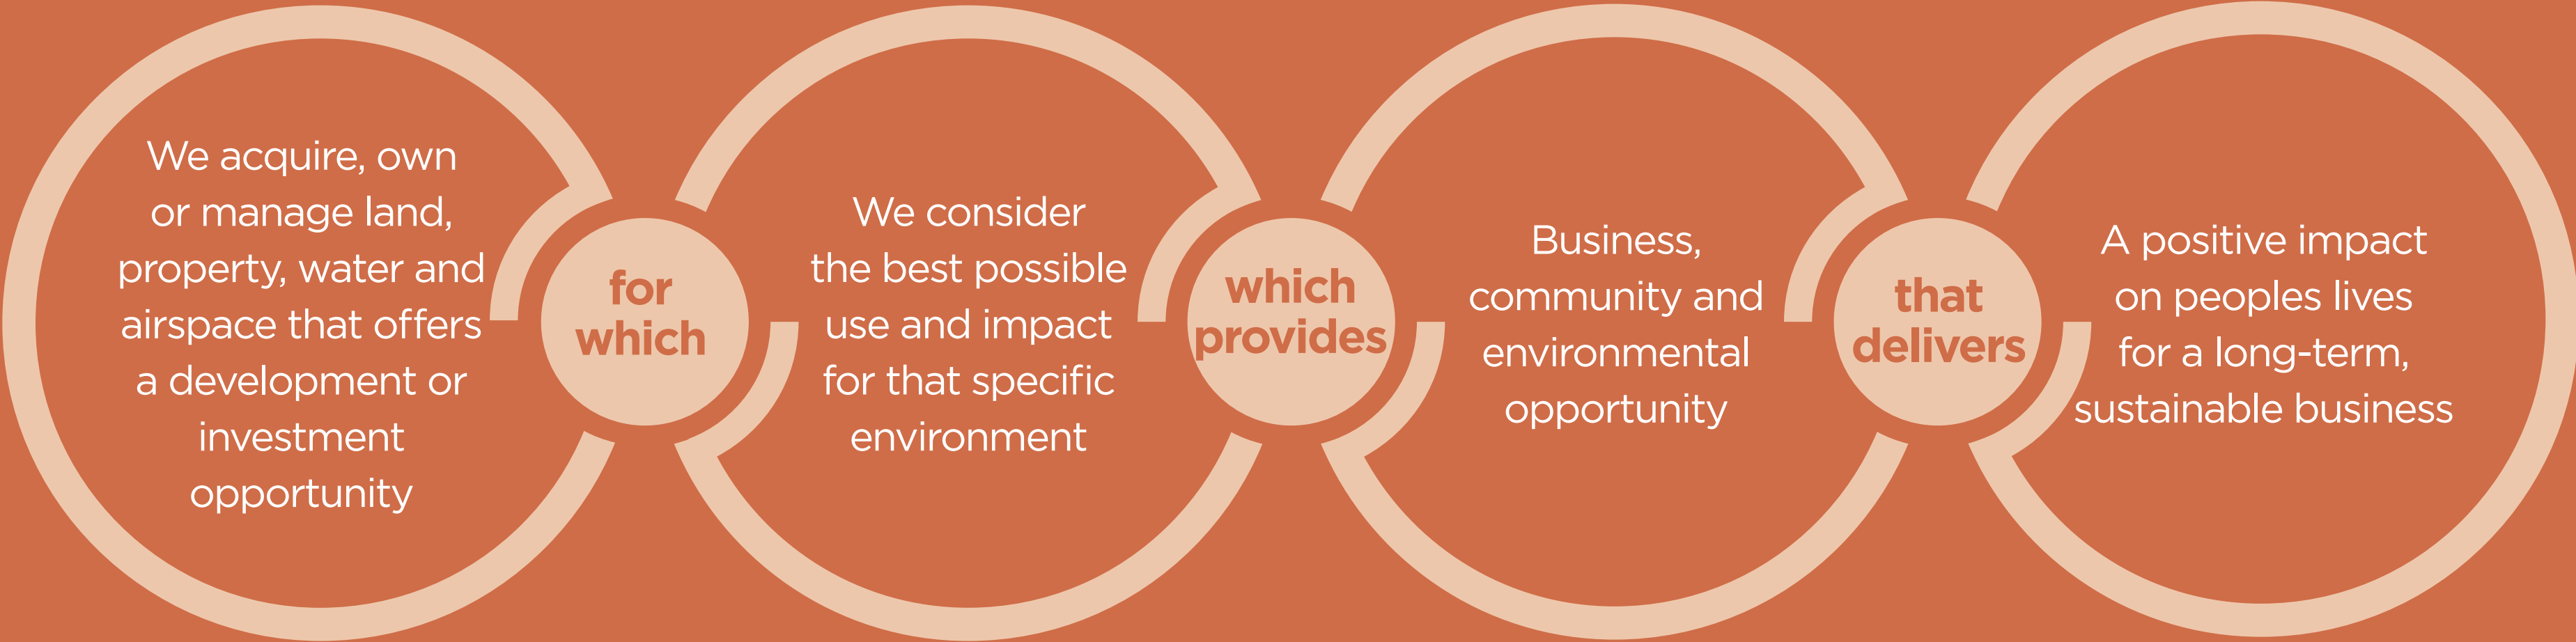 We acquire, own
or manage land,
property, water and
airspace that offers
a development or
investment
opportunity
for
which
We consider
the best possible
use and impact
for that specific
environment
which
provides
Business,
community and
environmental
opportunity
that
delivers
A positive impact
on peoples lives
for a long-term,
sustainable business